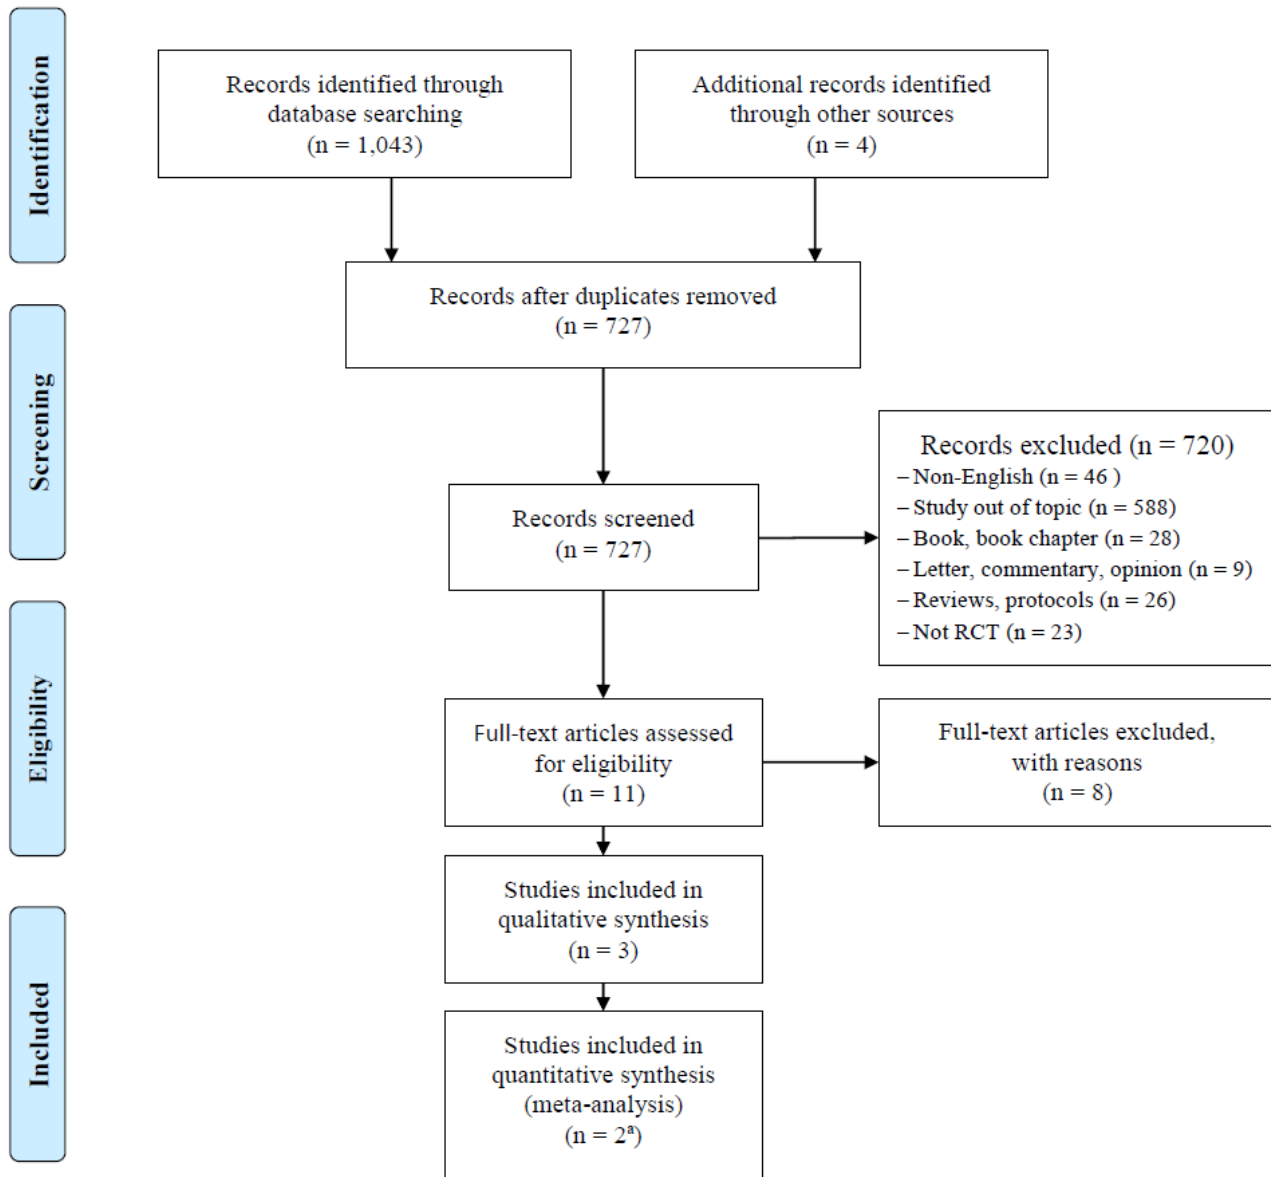 Identification
Records identified through
database searching
(n = 1,043)
Additional records identified
through other sources
(n = 4)
Records after duplicates removed
(n = 727)
Screening
Records screened
(n = 727)
Records excluded (n = 720)
– Non-English (n = 46 )
– Study out of topic (n = 588)
– Book, book chapter (n = 28)
– Letter, commentary, opinion (n = 9)
– Reviews, protocols (n = 26)
– Not RCT (n = 23)
Eligibility
Full-text articles assessed
for eligibility
(n = 11)
Full-text articles excluded,
with reasons
(n = 8)
Studies included in
qualitative synthesis
(n = 3)
Included
Studies included in
quantitative synthesis
(meta-analysis)
(n = 2ª)